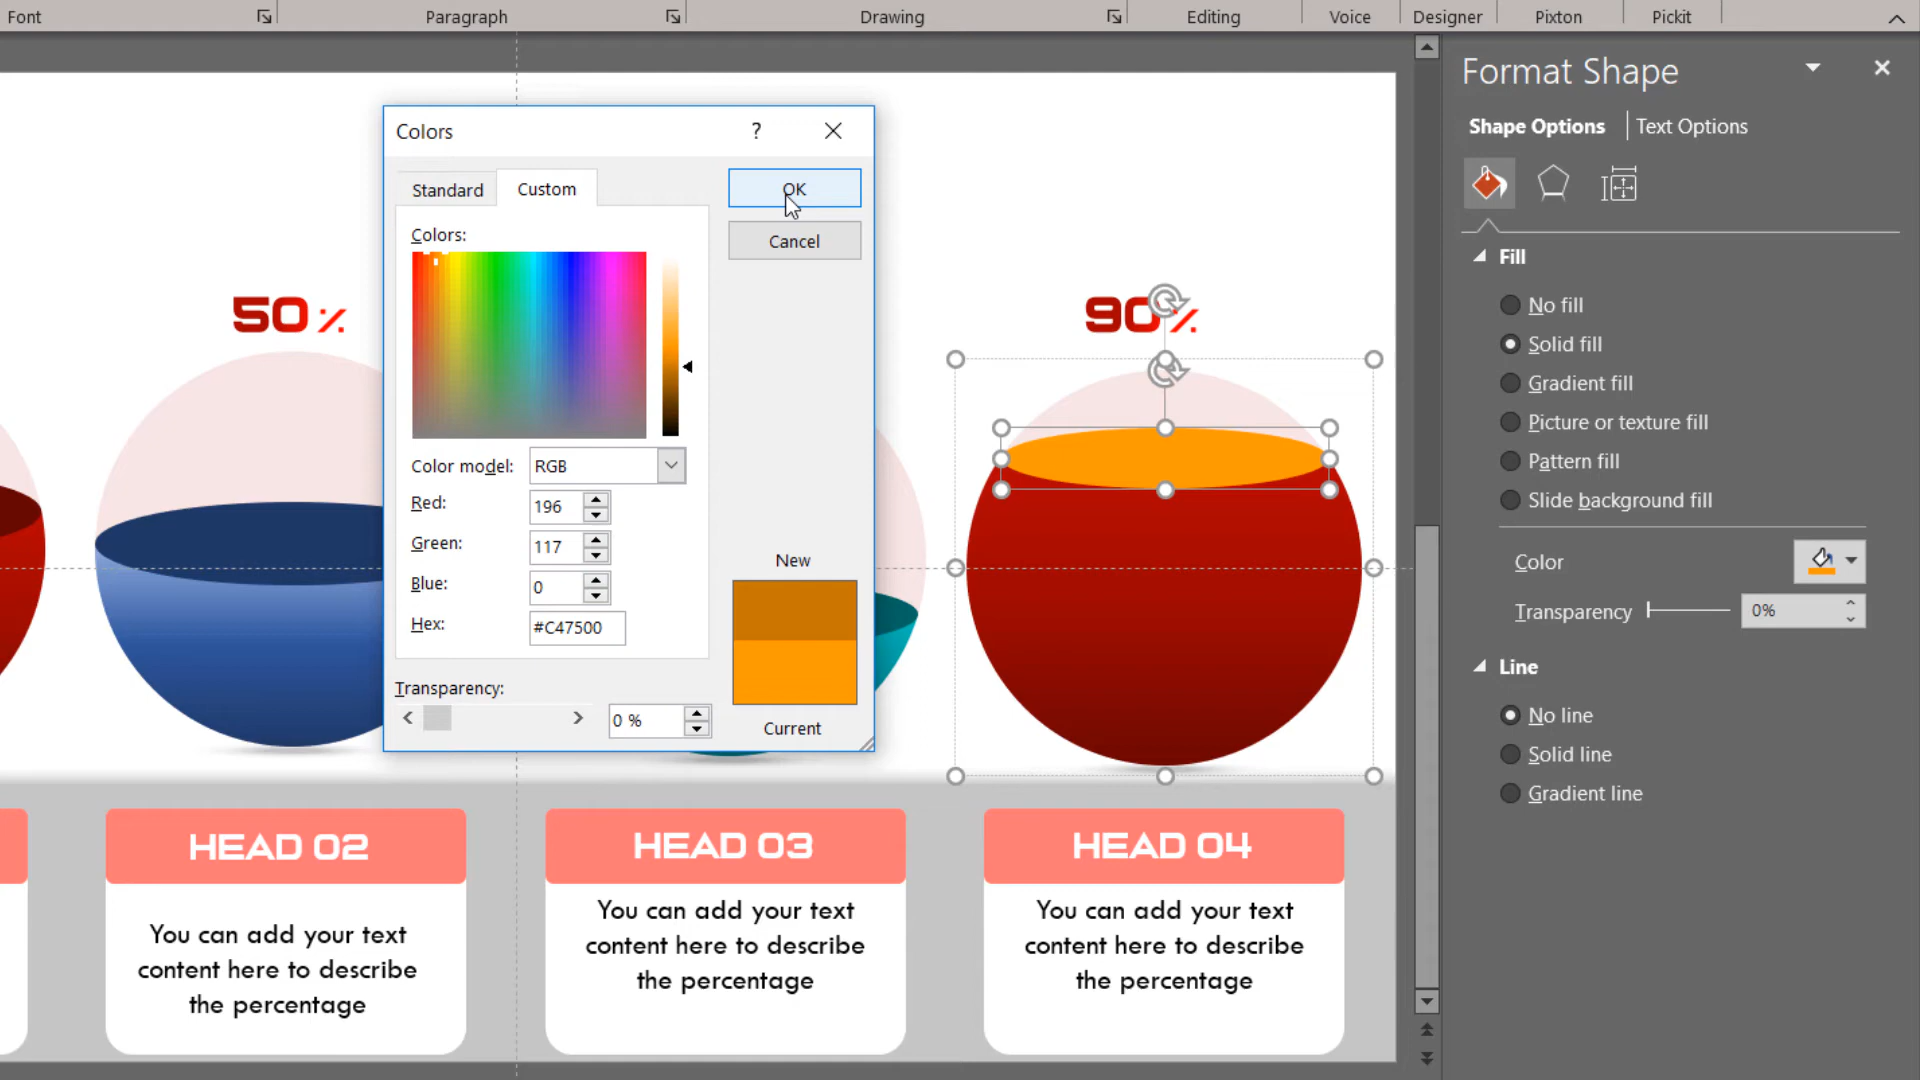 Font
Paragraph
Drawing
Editing
Voice
Designer
Pixton
Pickit
Format Shape
Shape Options
Text Options
Fill
No fill
Solid fill
Gradient fill
Picture or texture fill
Pattern fill
Slide background fill
Color
Transparency
0%
Line
No line
Solid line
Gradient line
Colors
?
Standard
Custom
OK
Cancel
Colors:
Color model:
RGB
Red:
196
Green:
117
Blue:
0
Hex:
#C47500
Transparency:
0 %
New
Current
50%
90%
HEAD 02
You can add your text
content here to describe
the percentage
HEAD 03
You can add your text
content here to describe
the percentage
HEAD 04
You can add your text
content here to describe
the percentage